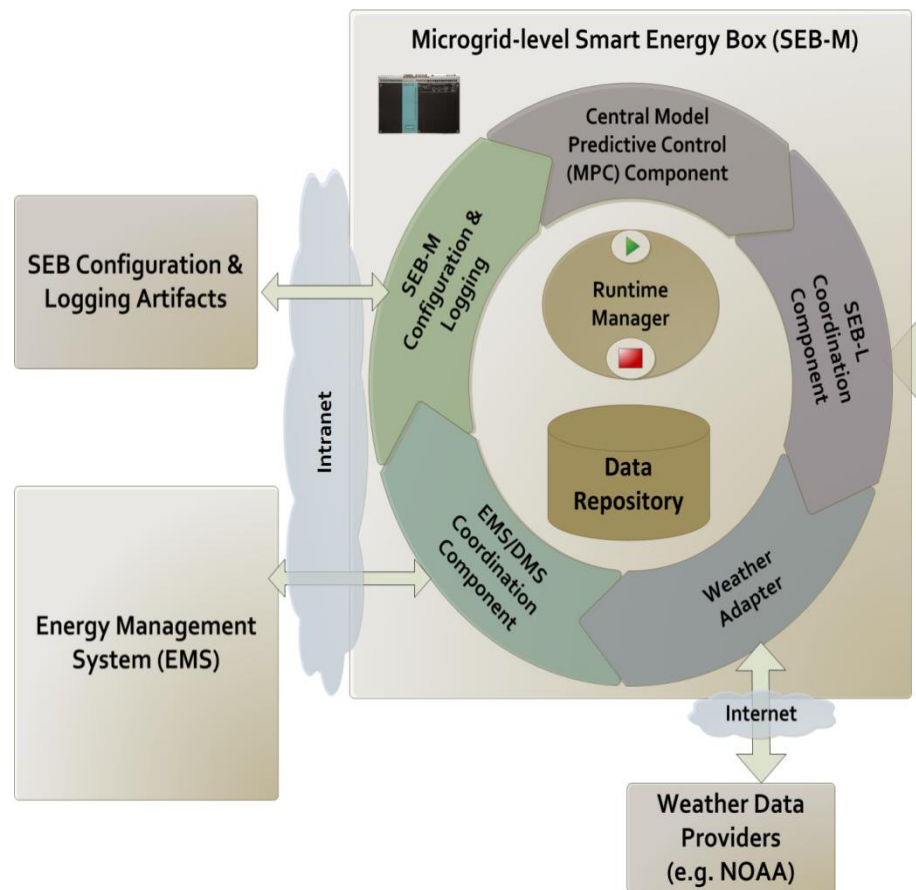 Microgrid-level Smart Energy Box (SEB-M)
Central Model
Predictive Control
(MPC) Component
SEB-M
Configuration &
Logging
SEB-L
Coordination
Component
Runtime
Manager
Data
Repository
EMS/DMS
Coordination
Component
Weather
Adapter
SEB Configuration &
Logging Artifacts
Intranet
Energy Management
System (EMS)
Internet
Weather Data
Providers
(e.g. NOAA)